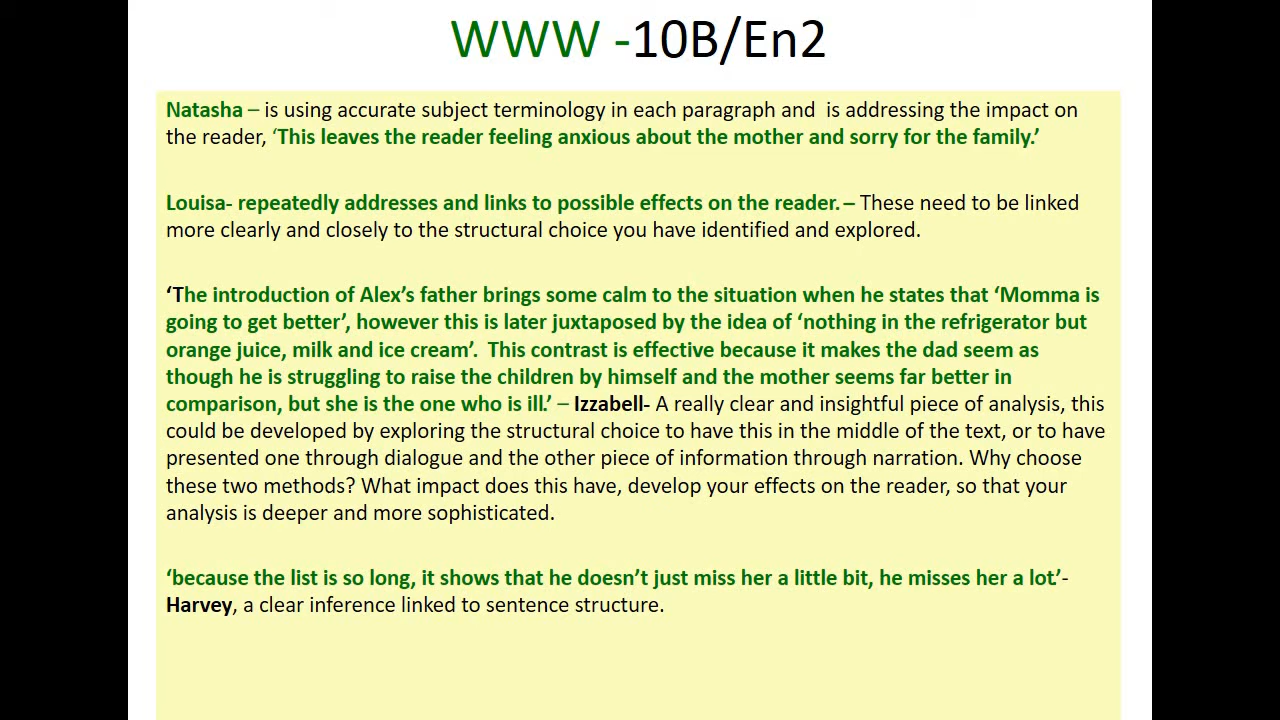 WWW -10B/En2
Natasha – is using accurate subject terminology in each paragraph and  is addressing the impact on
the reader, ‘This leaves the reader feeling anxious about the mother and sorry for the family.’
Louisa- repeatedly addresses and links to possible effects on the reader. – These need to be linked
more clearly and closely to the structural choice you have identified and explored.
‘The introduction of Alex’s father brings some calm to the situation when he states that ‘Momma is
going to get better’, however this is later juxtaposed by the idea of ‘nothing in the refrigerator but
orange juice, milk and ice cream’.  This contrast is effective because it makes the dad seem as
though he is struggling to raise the children by himself and the mother seems far better in
comparison, but she is the one who is ill.’ – Izzabell- A really clear and insightful piece of analysis, this
could be developed by exploring the structural choice to have this in the middle of the text, or to have
presented one through dialogue and the other piece of information through narration. Why choose
these two methods? What impact does this have, develop your effects on the reader, so that your
analysis is deeper and more sophisticated.
‘because the list is so long, it shows that he doesn’t just miss her a little bit, he misses her a lot.’-
Harvey, a clear inference linked to sentence structure.